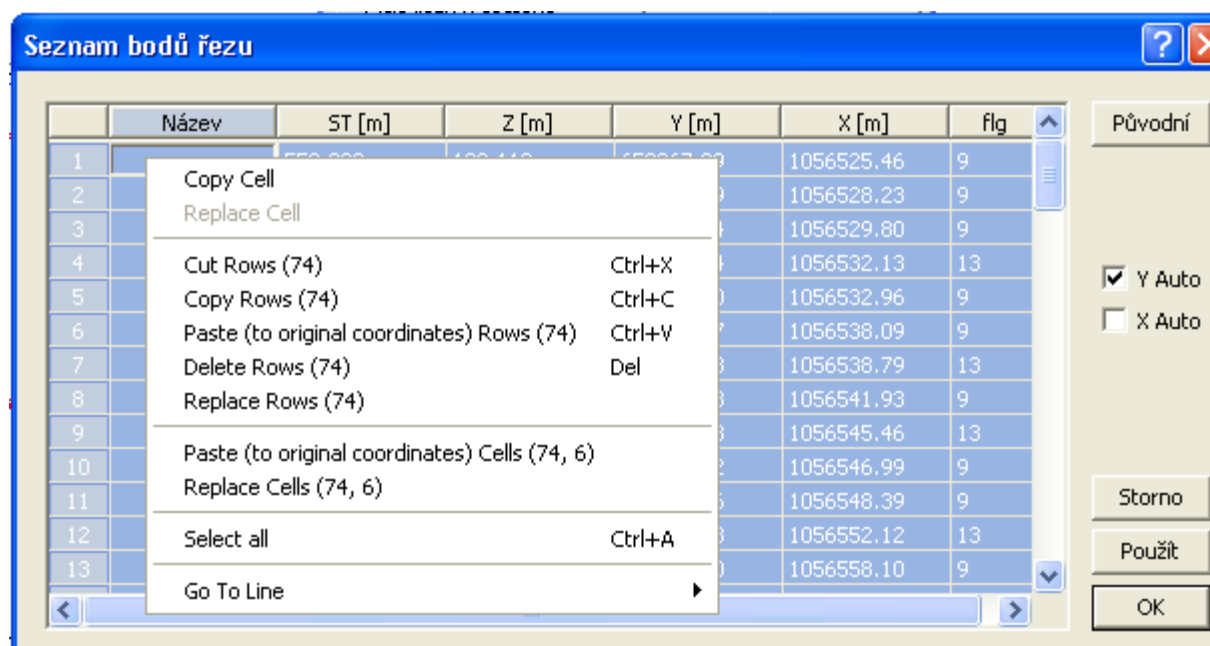 Seznam bodů řezu
Název ST [m] Z [m] Y [m] X [m] flg
Původní
1 1056525.46 9
2 1056528.23 9
3 1056529.80 9
4 1056532.13 13
5 1056532.96 9
6 1056538.09 9
7 1056538.79 13
8 1056541.93 9
9 1056545.46 13
10 1056546.99 9
11 1056548.39 9
12 1056552.12 13
13 1056558.10 9
Copy Cell
Replace Cell
Cut Rows (74) Ctrl+X
Copy Rows (74) Ctrl+C
Paste (to original coordinates) Rows (74) Ctrl+V
Delete Rows (74) Del
Replace Rows (74)
Paste (to original coordinates) Cells (74, 6)
Replace Cells (74, 6)
Select all Ctrl+A
Go To Line
Y Auto
X Auto
Storno
Použít
OK